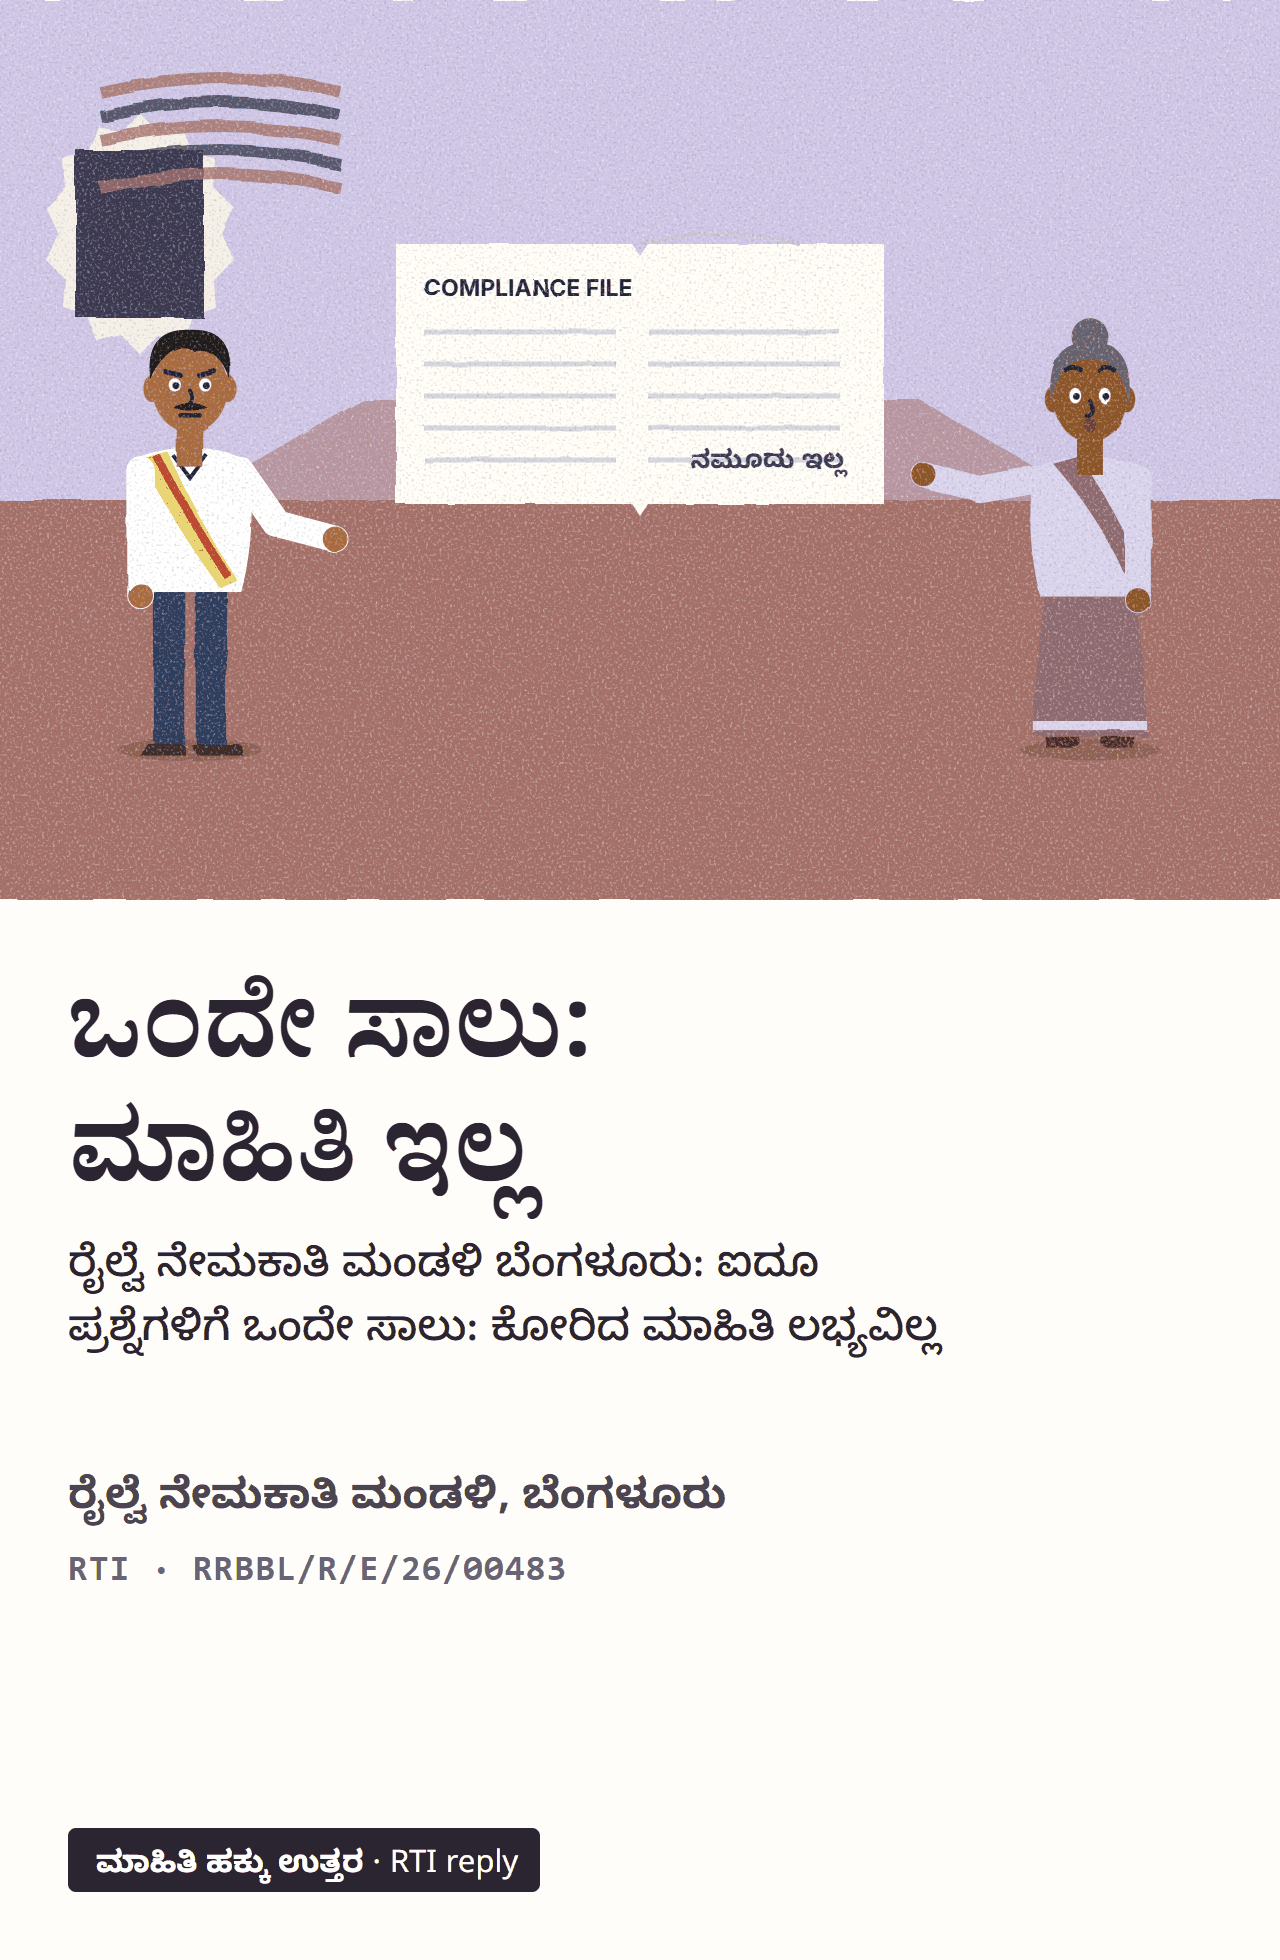 COMPLIANCE FILE
ನಮೂದು ಇಲ್ಲ
ಒಂದೇ ಸಾಲು:
ಮಾಹಿತಿ ಇಲ್ಲ
ರೈಲ್ವೆ ನೇಮಕಾತಿ ಮಂಡಳಿ ಬೆಂಗಳೂರು: ಐದೂ
ಪ್ರಶ್ನೆಗಳಿಗೆ ಒಂದೇ ಸಾಲು: ಕೋರಿದ ಮಾಹಿತಿ ಲಭ್ಯವಿಲ್ಲ
ರೈಲ್ವೆ ನೇಮಕಾತಿ ಮಂಡಳಿ, ಬೆಂಗಳೂರು
RTI · RRBBL/R/E/26/00483
ಮಾಹಿತಿ ಹಕ್ಕು ಉತ್ತರ · RTI reply